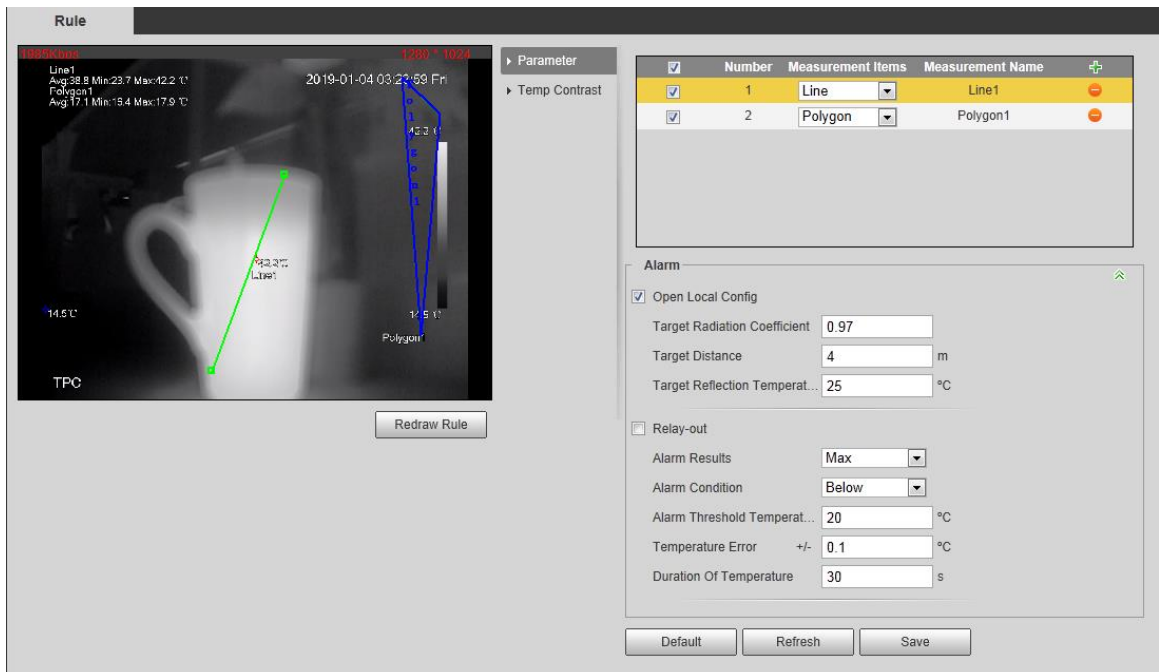 Rule
1985Kbps 1280 * 1024
Line1
Avg:38.8 Min:23.7 Max:42.2 ℃
Polygon1
Avg:17.1 Min:15.4 Max:17.9 ℃
2019-01-04 03:22:59 Fri
14.5℃
Line1
Polygon1
TPC
Redraw Rule
Parameter
Temp Contrast
Number Measurement Items Measurement Name
1 Line Line1
2 Polygon Polygon1
Alarm
Open Local Config
Target Radiation Coefficient 0.97
Target Distance 4 m
Target Reflection Temperat... 25 °C
Relay-out
Alarm Results Max
Alarm Condition Below
Alarm Threshold Temperat... 20 °C
Temperature Error +/- 0.1 °C
Duration Of Temperature 30 s
Default Refresh Save